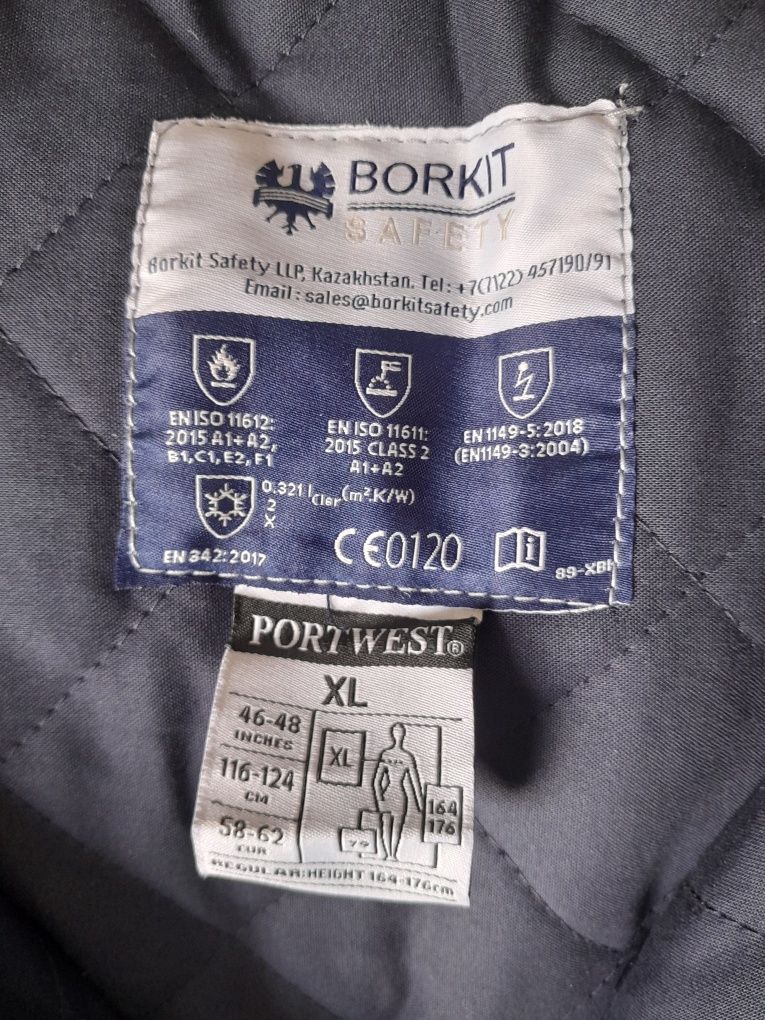 BORKIT
SAFETY
Borkit Safety LLP, Kazakhstan. Tel: +7(7122) 457190/91
Email: sales@borkitsafety.com
EN ISO 11612:
2015 A1+A2,
B1,C1,E2,F1
EN ISO 11611:
2015 CLASS 2
A1+A2
EN 1149-5:2018
(EN1149-3:2004)
0.321 Icler (m².K/W)
2
X
EN 342:2017
CE0120
i
PORTWEST®
XL
46-48
INCHES
116-124
CM
58-62
EUR
XL
164
176
79
REGULAR:HEIGHT 164-176cm